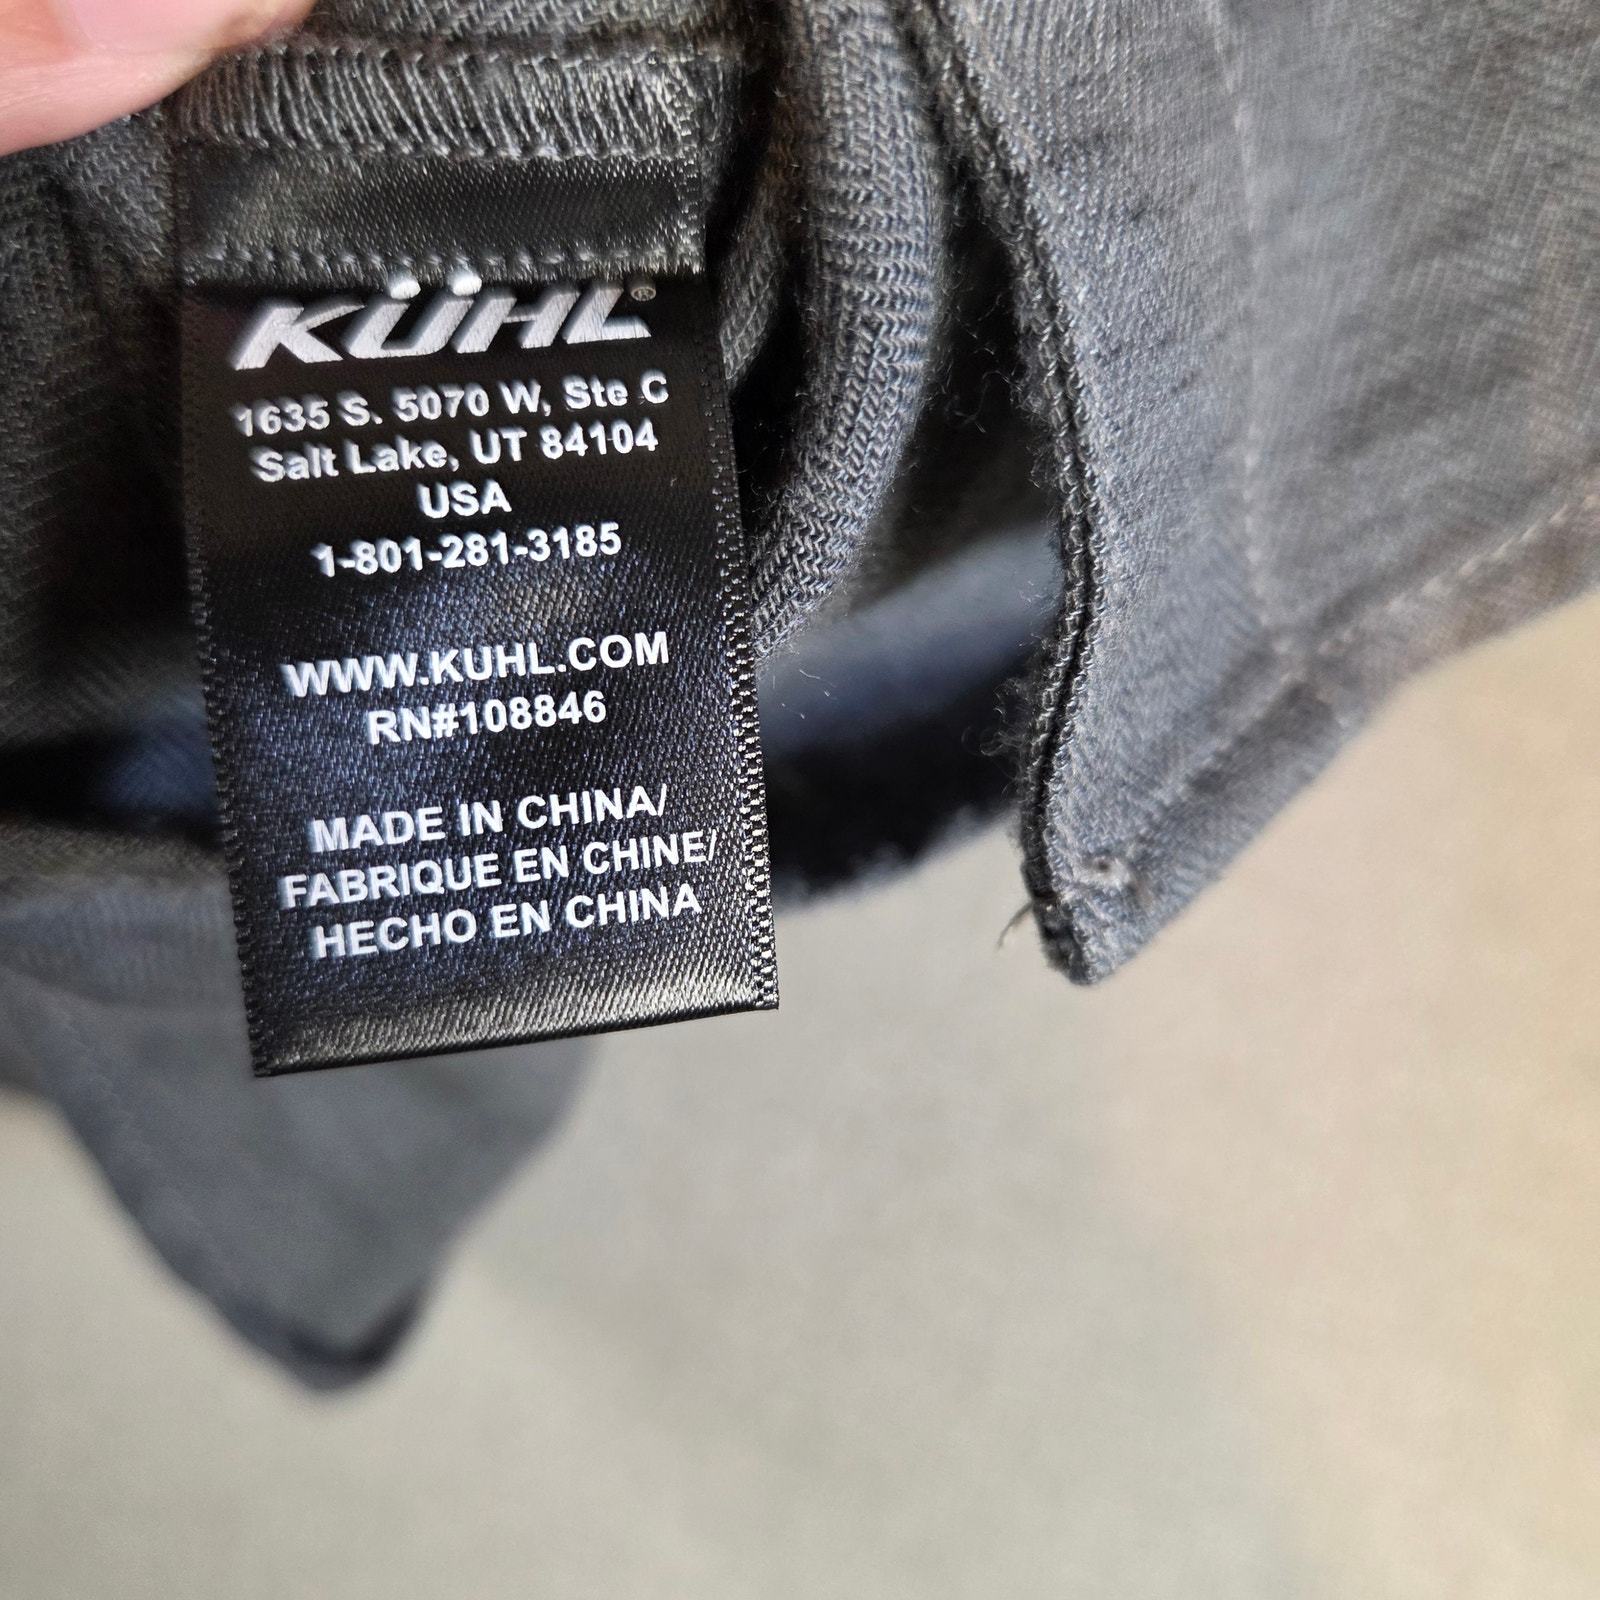 KÜHL®
1635 S. 5070 W, Ste C
Salt Lake, UT 84104
USA
1-801-281-3185
WWW.KUHL.COM
RN#108846
MADE IN CHINA/
FABRIQUE EN CHINE/
HECHO EN CHINA